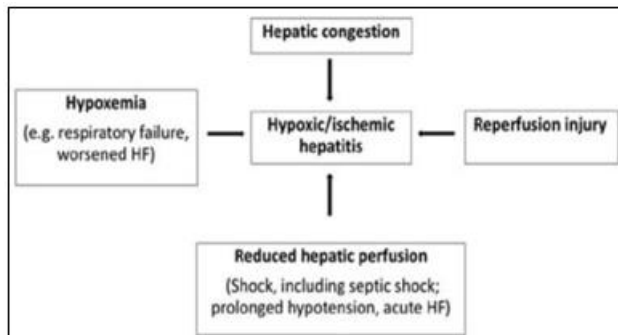 Hepatic congestion
Hypoxemia
(e.g. respiratory failure,
worsened HF)
Hypoxic/ischemic
hepatitis
Reperfusion injury
Reduced hepatic perfusion
(Shock, including septic shock;
prolonged hypotension, acute HF)